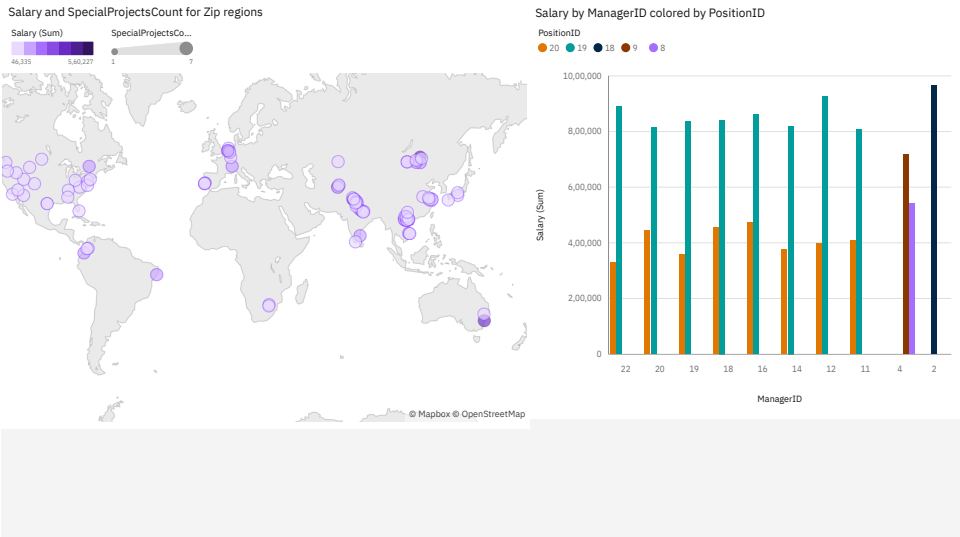 Salary and SpecialProjectsCount for Zip regions
Salary (Sum)
46,335 5,60,227
SpecialProjectsCo...
1 7
© Mapbox © OpenStreetMap
Salary by ManagerID colored by PositionID
PositionID
20 19 18 9 8
Salary (Sum)
10,00,000
8,00,000
6,00,000
4,00,000
2,00,000
0
22 20 19 18 16 14 12 11 4 2
ManagerID